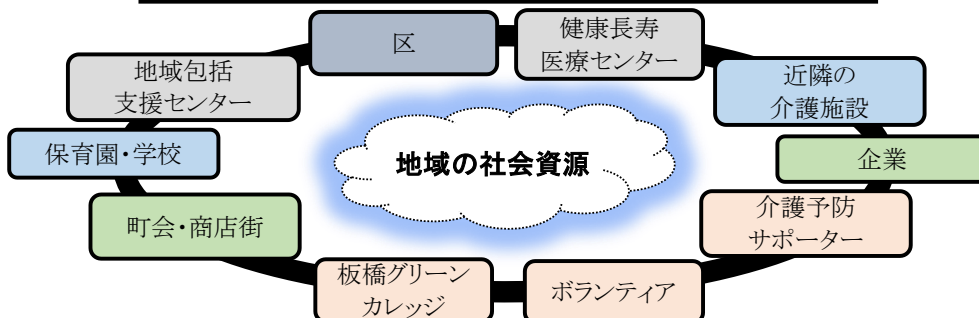 区
健康長寿
医療センター
地域包括
支援センター
近隣の
介護施設
保育園・学校
地域の社会資源
企業
町会・商店街
介護予防
サポーター
板橋グリーン
カレッジ
ボランティア